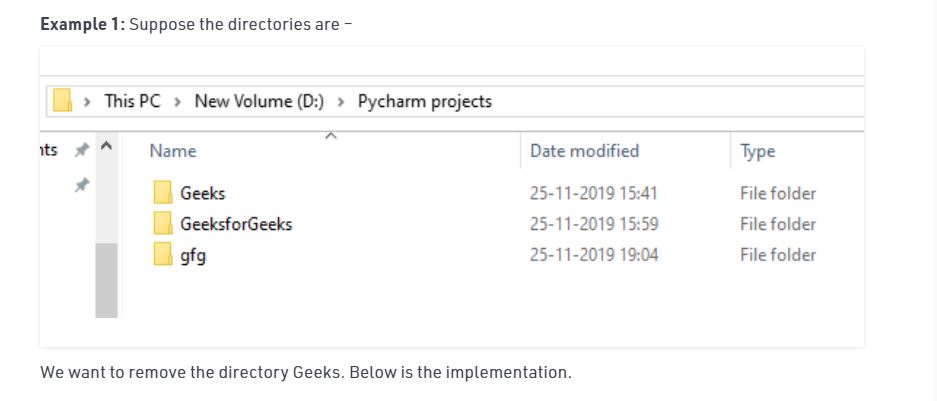 Example 1: Suppose the directories are –
This PC > New Volume (D:) > Pycharm projects
nts
Name Date modified Type
Geeks 25-11-2019 15:41 File folder
GeeksforGeeks 25-11-2019 15:59 File folder
gfg 25-11-2019 19:04 File folder
We want to remove the directory Geeks. Below is the implementation.